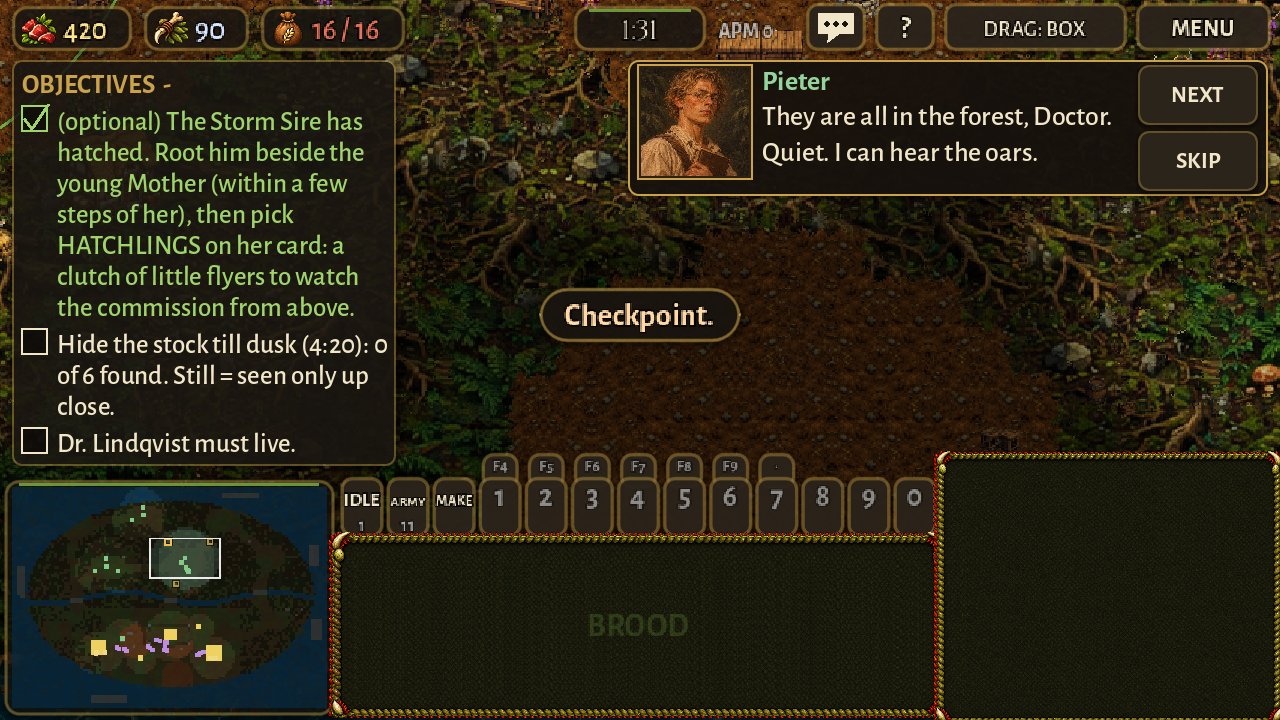 420
90
16 / 16
1:31
APM 0
?
DRAG: BOX
MENU
OBJECTIVES -
(optional) The Storm Sire has
hatched. Root him beside the
young Mother (within a few
steps of her), then pick
HATCHLINGS on her card: a
clutch of little flyers to watch
the commission from above.
Hide the stock till dusk (4:20): 0
of 6 found. Still = seen only up
close.
Dr. Lindqvist must live.
Pieter
They are all in the forest, Doctor.
Quiet. I can hear the oars.
NEXT
SKIP
Checkpoint.
F4 F5 F6 F7 F8 F9
IDLE ARMY MAKE 1 2 3 4 5 6 7 8 9 0
1 11
BROOD